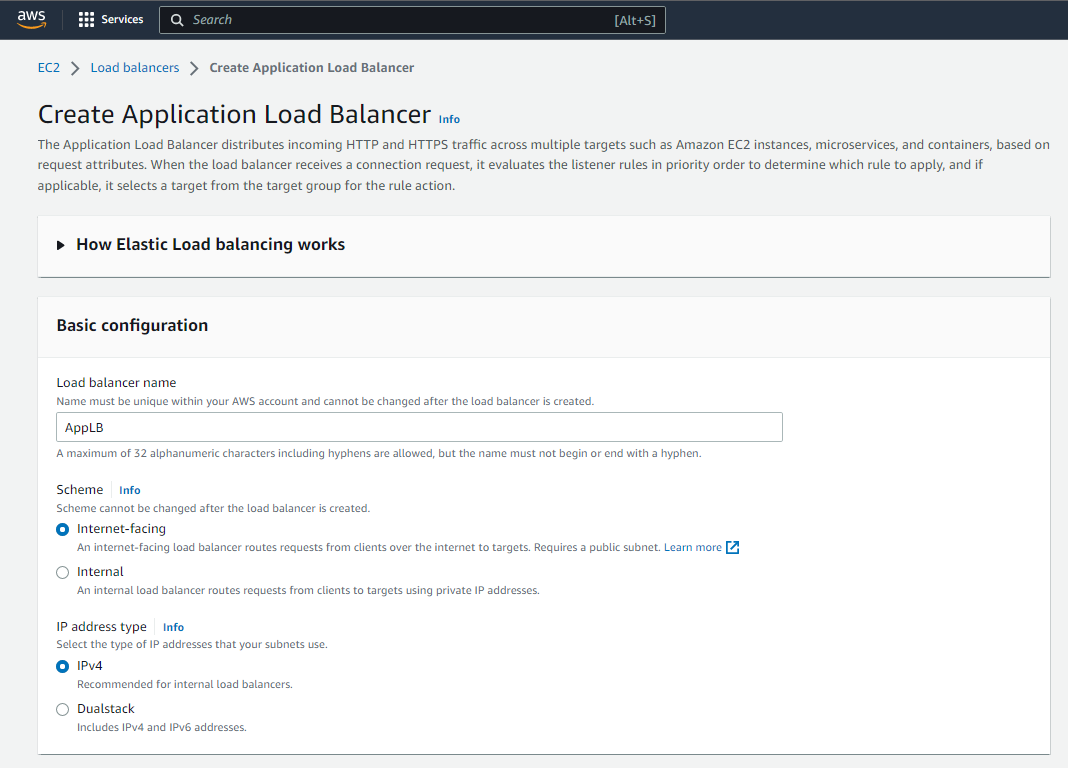 aws
Services
Search
[Alt+S]
EC2 > Load balancers > Create Application Load Balancer
Create Application Load Balancer Info
The Application Load Balancer distributes incoming HTTP and HTTPS traffic across multiple targets such as Amazon EC2 instances, microservices, and containers, based on
request attributes. When the load balancer receives a connection request, it evaluates the listener rules in priority order to determine which rule to apply, and if
applicable, it selects a target from the target group for the rule action.
How Elastic Load balancing works
Basic configuration
Load balancer name
Name must be unique within your AWS account and cannot be changed after the load balancer is created.
AppLB
A maximum of 32 alphanumeric characters including hyphens are allowed, but the name must not begin or end with a hyphen.
Scheme Info
Scheme cannot be changed after the load balancer is created.
Internet-facing
An internet-facing load balancer routes requests from clients over the internet to targets. Requires a public subnet. Learn more
Internal
An internal load balancer routes requests from clients to targets using private IP addresses.
IP address type Info
Select the type of IP addresses that your subnets use.
IPv4
Recommended for internal load balancers.
Dualstack
Includes IPv4 and IPv6 addresses.